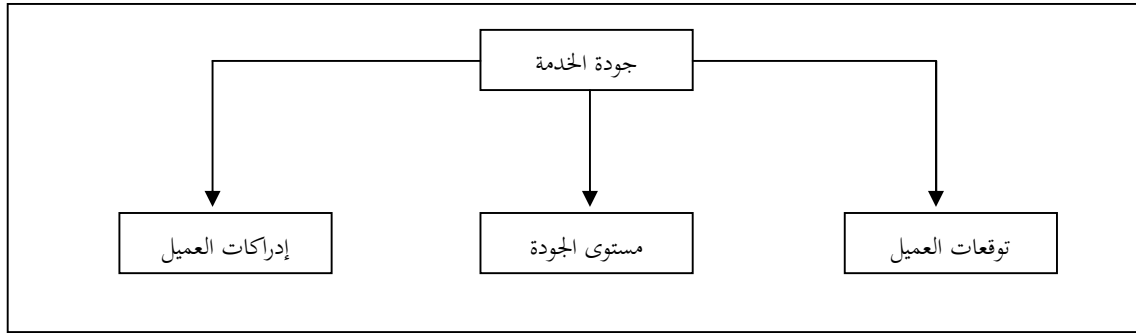 جودة الخدمة
توقعات العميل
مستوى الجودة
إدراكات العميل